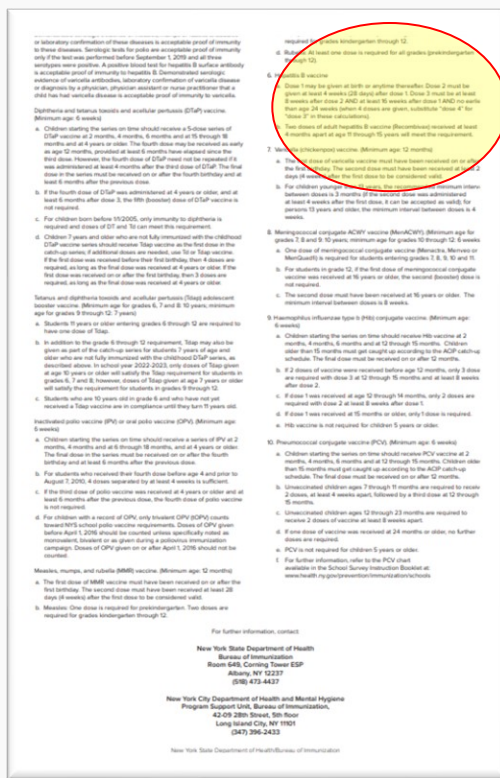 or laboratory confirmation of these diseases is acceptable proof of immunity
to these diseases. Serologic tests for polio are acceptable proof of immunity
only if the test was performed before September 1, 2019 and all three
serotypes were positive. A positive blood test for hepatitis B surface antibody
is acceptable proof of immunity to hepatitis B. Demonstrated serologic
evidence of varicella antibodies, laboratory confirmation of varicella disease
or diagnosis by a physician, physician assistant or nurse practitioner that a
child has had varicella disease is acceptable proof of immunity to varicella.
Diphtheria and tetanus toxoids and acellular pertussis (DTaP) vaccine.
(Minimum age: 6 weeks)
a. Children starting the series on time should receive a 5-dose series of
DTaP vaccine at 2 months, 4 months, 6 months and at 15 through 18
months and at 4 years or older. The fourth dose may be received as early
as age 12 months, provided at least 6 months have elapsed since the
third dose. However, the fourth dose of DTaP need not be repeated if it
was administered at least 4 months after the third dose of DTaP. The final
dose in the series must be received on or after the fourth birthday and at
least 6 months after the previous dose.
b. If the fourth dose of DTaP was administered at 4 years or older, and at
least 6 months after dose 3, the fifth (booster) dose of DTaP vaccine is
not required.
c. For children born before 1/1/2005, only immunity to diphtheria is
required and doses of DT and Td can meet this requirement.
d. Children 7 years and older who are not fully immunized with the childhood
DTaP vaccine series should receive Tdap vaccine as the first dose in the
catch-up series; if additional doses are needed, use Td or Tdap vaccine.
If the first dose was received before their first birthday, then 4 doses are
required, as long as the final dose was received at 4 years or older. If the
first dose was received on or after the first birthday, then 3 doses are
required, as long as the final dose was received at 4 years or older.
Tetanus and diphtheria toxoids and acellular pertussis (Tdap) adolescent
booster vaccine. (Minimum age for grades 6, 7 and 8: 10 years; minimum
age for grades 9 through 12: 7 years)
a. Students 11 years or older entering grades 6 through 12 are required to
have one dose of Tdap.
b. In addition to the grade 6 through 12 requirement, Tdap may also be
given as part of the catch-up series for students 7 years of age and
older who are not fully immunized with the childhood DTaP series, as
described above. In school year 2022-2023, only doses of Tdap given
at age 10 years or older will satisfy the Tdap requirement for students in
grades 6, 7 and 8; however, doses of Tdap given at age 7 years or older
will satisfy the requirement for students in grades 9 through 12.
c. Students who are 10 years old in grade 6 and who have not yet
received a Tdap vaccine are in compliance until they turn 11 years old.
Inactivated polio vaccine (IPV) or oral polio vaccine (OPV). (Minimum age:
6 weeks)
a. Children starting the series on time should receive a series of IPV at 2
months, 4 months and at 6 through 18 months, and at 4 years or older.
The final dose in the series must be received on or after the fourth
birthday and at least 6 months after the previous dose.
b. For students who received their fourth dose before age 4 and prior to
August 7, 2010, 4 doses separated by at least 4 weeks is sufficient.
c. If the third dose of polio vaccine was received at 4 years or older and at
least 6 months after the previous dose, the fourth dose of polio vaccine
is not required.
d. For children with a record of OPV, only trivalent OPV (tOPV) counts
toward NYS school polio vaccine requirements. Doses of OPV given
before April 1, 2016 should be counted unless specifically noted as
monovalent, bivalent or as given during a poliovirus immunization
campaign. Doses of OPV given on or after April 1, 2016 should not be
counted.
Measles, mumps, and rubella (MMR) vaccine. (Minimum age: 12 months)
a. The first dose of MMR vaccine must have been received on or after the
first birthday. The second dose must have been received at least 28
days (4 weeks) after the first dose to be considered valid.
b. Measles: One dose is required for prekindergarten. Two doses are
required for grades kindergarten through 12.
required for grades kindergarten through 12.
d. Rubella: At least one dose is required for all grades (prekindergarten
through 12).
6. Hepatitis B vaccine
a. Dose 1 may be given at birth or anytime thereafter. Dose 2 must be
given at least 4 weeks (28 days) after dose 1. Dose 3 must be at least
8 weeks after dose 2 AND at least 16 weeks after dose 1 AND no earlier
than age 24 weeks (when 4 doses are given, substitute "dose 4" for
"dose 3" in these calculations).
b. Two doses of adult hepatitis B vaccine (Recombivax) received at least
4 months apart at age 11 through 15 years will meet the requirement.
7. Varicella (chickenpox) vaccine. (Minimum age: 12 months)
a. The first dose of varicella vaccine must have been received on or after
the first birthday. The second dose must have been received at least 2
days (4 weeks) after the first dose to be considered valid.
b. For children younger than 13 years, the recommended minimum interv
between doses is 3 months (if the second dose was administered
at least 4 weeks after the first dose, it can be accepted as valid); for
persons 13 years and older, the minimum interval between doses is 4
weeks.
8. Meningococcal conjugate ACWY vaccine (MenACWY). (Minimum age for
grades 7, 8 and 9: 10 years; minimum age for grades 10 through 12: 6 weeks)
a. One dose of meningococcal conjugate vaccine (Menactra, Menveo or
MenQuadfi) is required for students entering grades 7, 8, 9, 10 and 11.
b. For students in grade 12, if the first dose of meningococcal conjugate
vaccine was received at 16 years or older, the second (booster) dose is
not required.
c. The second dose must have been received at 16 years or older. The
minimum interval between doses is 8 weeks.
9. Haemophilus influenzae type b (Hib) conjugate vaccine. (Minimum age:
6 weeks)
a. Children starting the series on time should receive Hib vaccine at 2
months, 4 months, 6 months and at 12 through 15 months. Children
older than 15 months must get caught up according to the ACIP catch-up
schedule. The final dose must be received on or after 12 months.
b. If 2 doses of vaccine were received before age 12 months, only 3 dose
are required with dose 3 at 12 through 15 months and at least 8 weeks
after dose 2.
c. If dose 1 was received at age 12 through 14 months, only 2 doses are
required with dose 2 at least 8 weeks after dose 1.
d. If dose 1 was received at 15 months or older, only 1 dose is required.
e. Hib vaccine is not required for children 5 years or older.
10. Pneumococcal conjugate vaccine (PCV). (Minimum age: 6 weeks)
a. Children starting the series on time should receive PCV vaccine at 2
months, 4 months, 6 months and at 12 through 15 months. Children older
than 15 months must get caught up according to the ACIP catch-up
schedule. The final dose must be received on or after 12 months.
b. Unvaccinated children ages 7 through 11 months are required to receiv
2 doses, at least 4 weeks apart, followed by a third dose at 12 through
15 months.
c. Unvaccinated children ages 12 through 23 months are required to
receive 2 doses of vaccine at least 8 weeks apart.
d. If one dose of vaccine was received at 24 months or older, no further
doses are required.
e. PCV is not required for children 5 years or older.
f. For further information, refer to the PCV chart
available in the School Survey Instruction Booklet at:
www.health.ny.gov/prevention/immunization/schools
For further information, contact:
New York State Department of Health
Bureau of Immunization
Room 649, Corning Tower ESP
Albany, NY 12237
(518) 473-4437
New York City Department of Health and Mental Hygiene
Program Support Unit, Bureau of Immunization,
42-09 28th Street, 5th floor
Long Island City, NY 11101
(347) 396-2433
New York State Department of Health/Bureau of Immunization